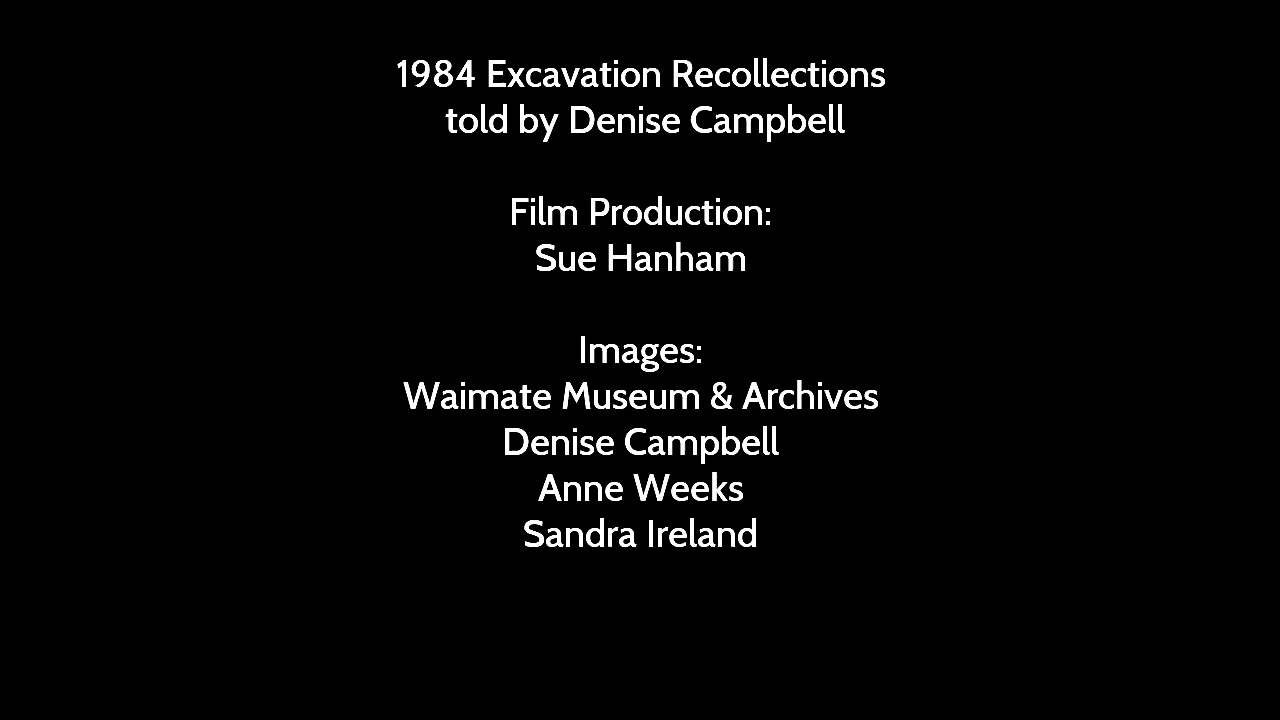 1984 Excavation Recollections
told by Denise Campbell
Film Production:
Sue Hanham
Images:
Waimate Museum & Archives
Denise Campbell
Anne Weeks
Sandra Ireland